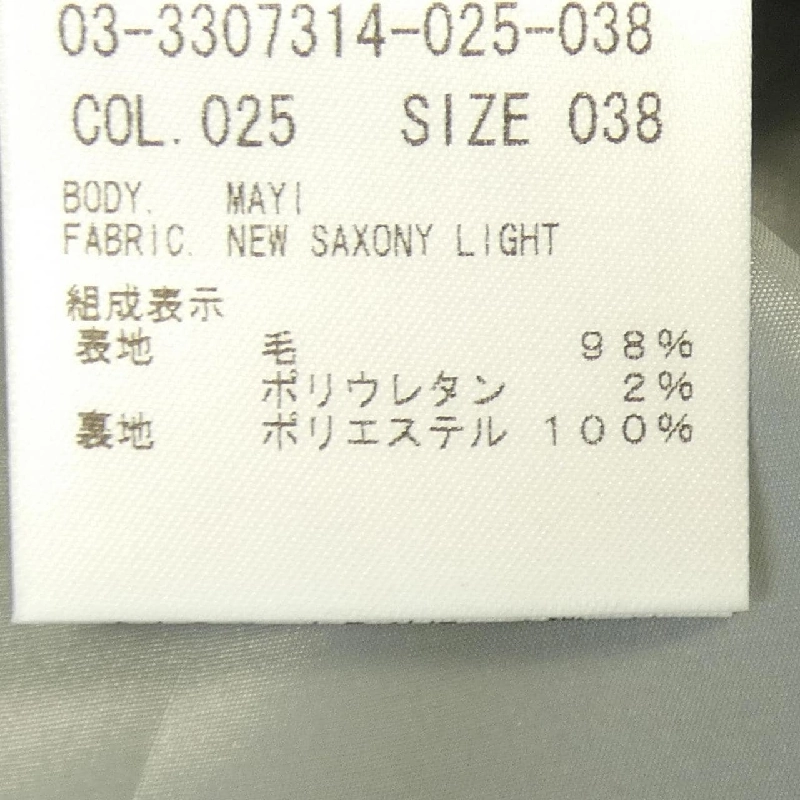 03-3307314-025-038
COL. 025 SIZE 038
BODY. MAYI
FABRIC. NEW SAXONY LIGHT
組成表示
表地 毛 98%
ポリウレタン 2%
裏地 ポリエステル 100%